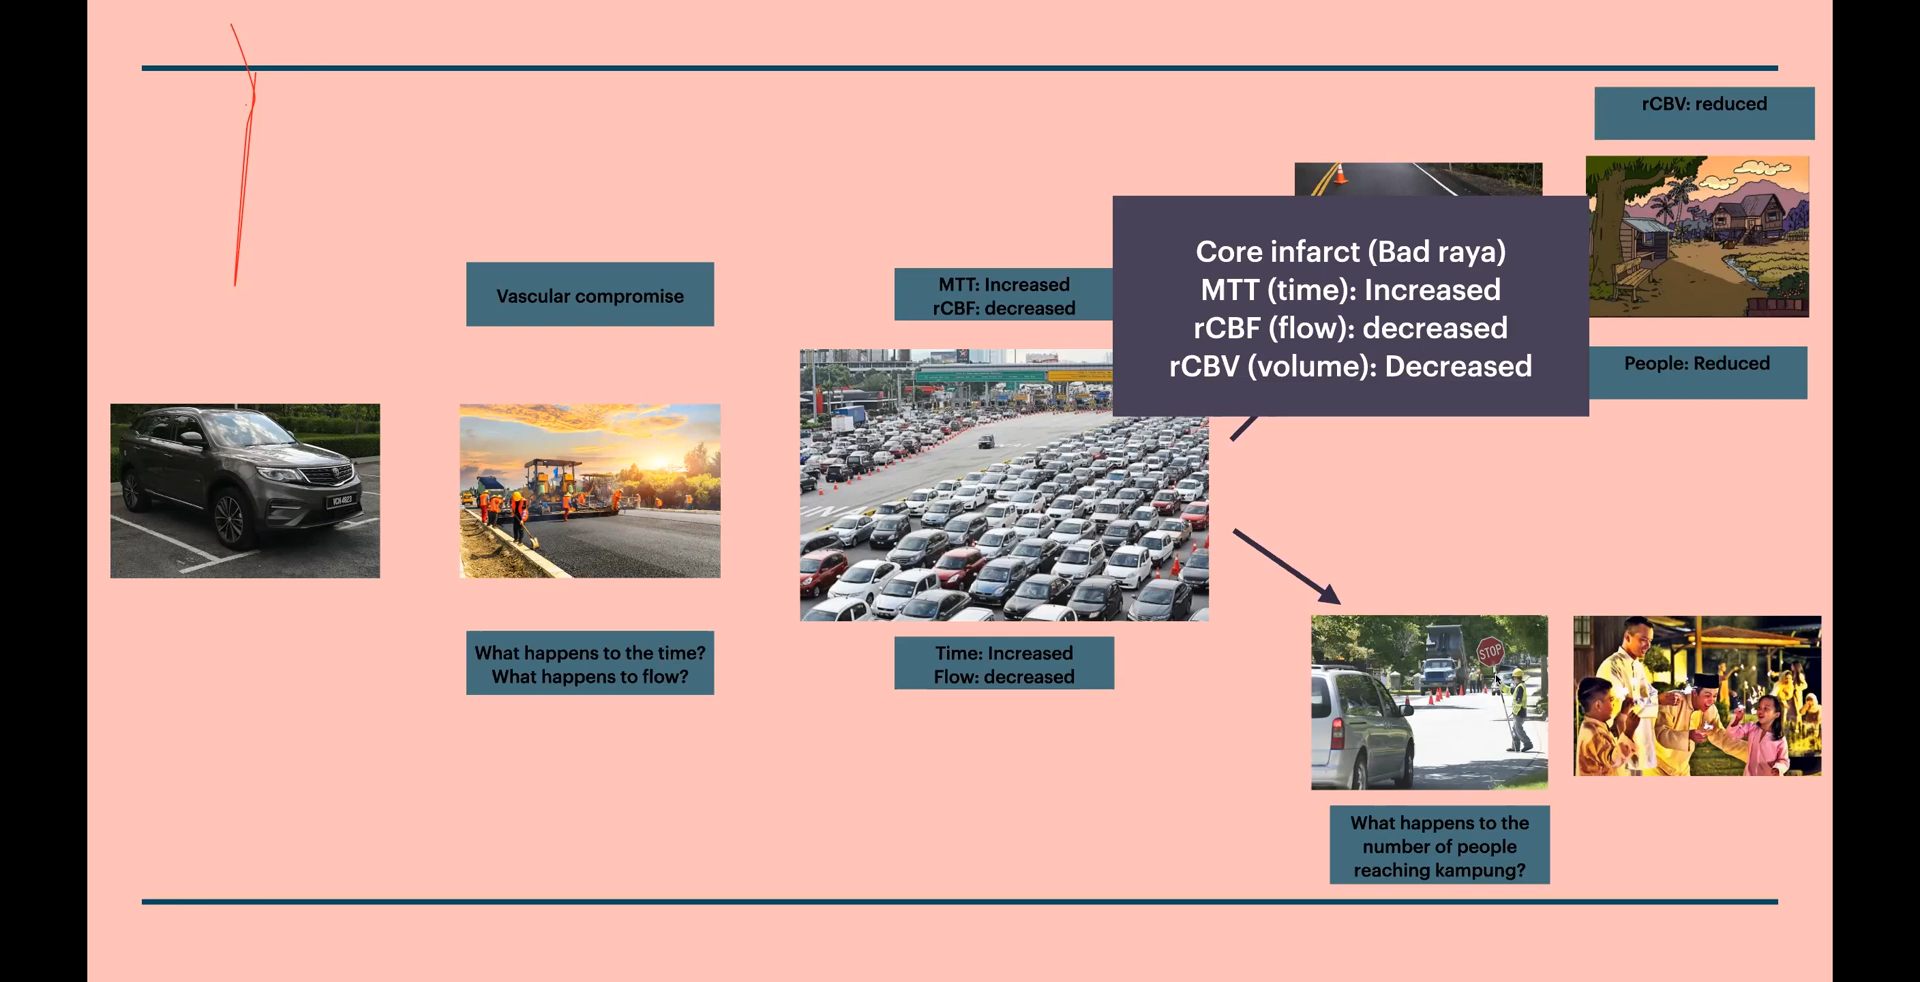 rCBV: reduced
Core infarct (Bad raya)
MTT (time): Increased
rCBF (flow): decreased
rCBV (volume): Decreased
Vascular compromise
MTT: Increased
rCBF: decreased
People: Reduced
What happens to the time?
What happens to flow?
Time: Increased
Flow: decreased
STOP
What happens to the
number of people
reaching kampung?